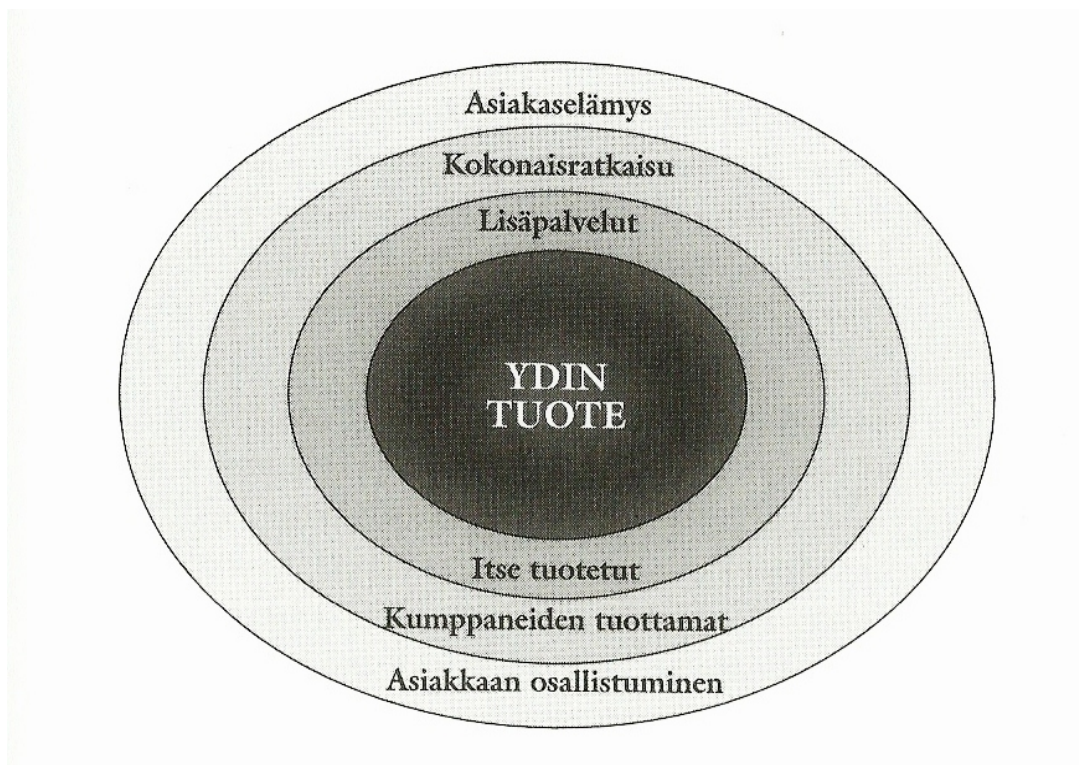 Asiakaselämys
Kokonaisratkaisu
Lisäpalvelut
YDIN
TUOTE
Itse tuotetut
Kumppaneiden tuottamat
Asiakkaan osallistuminen